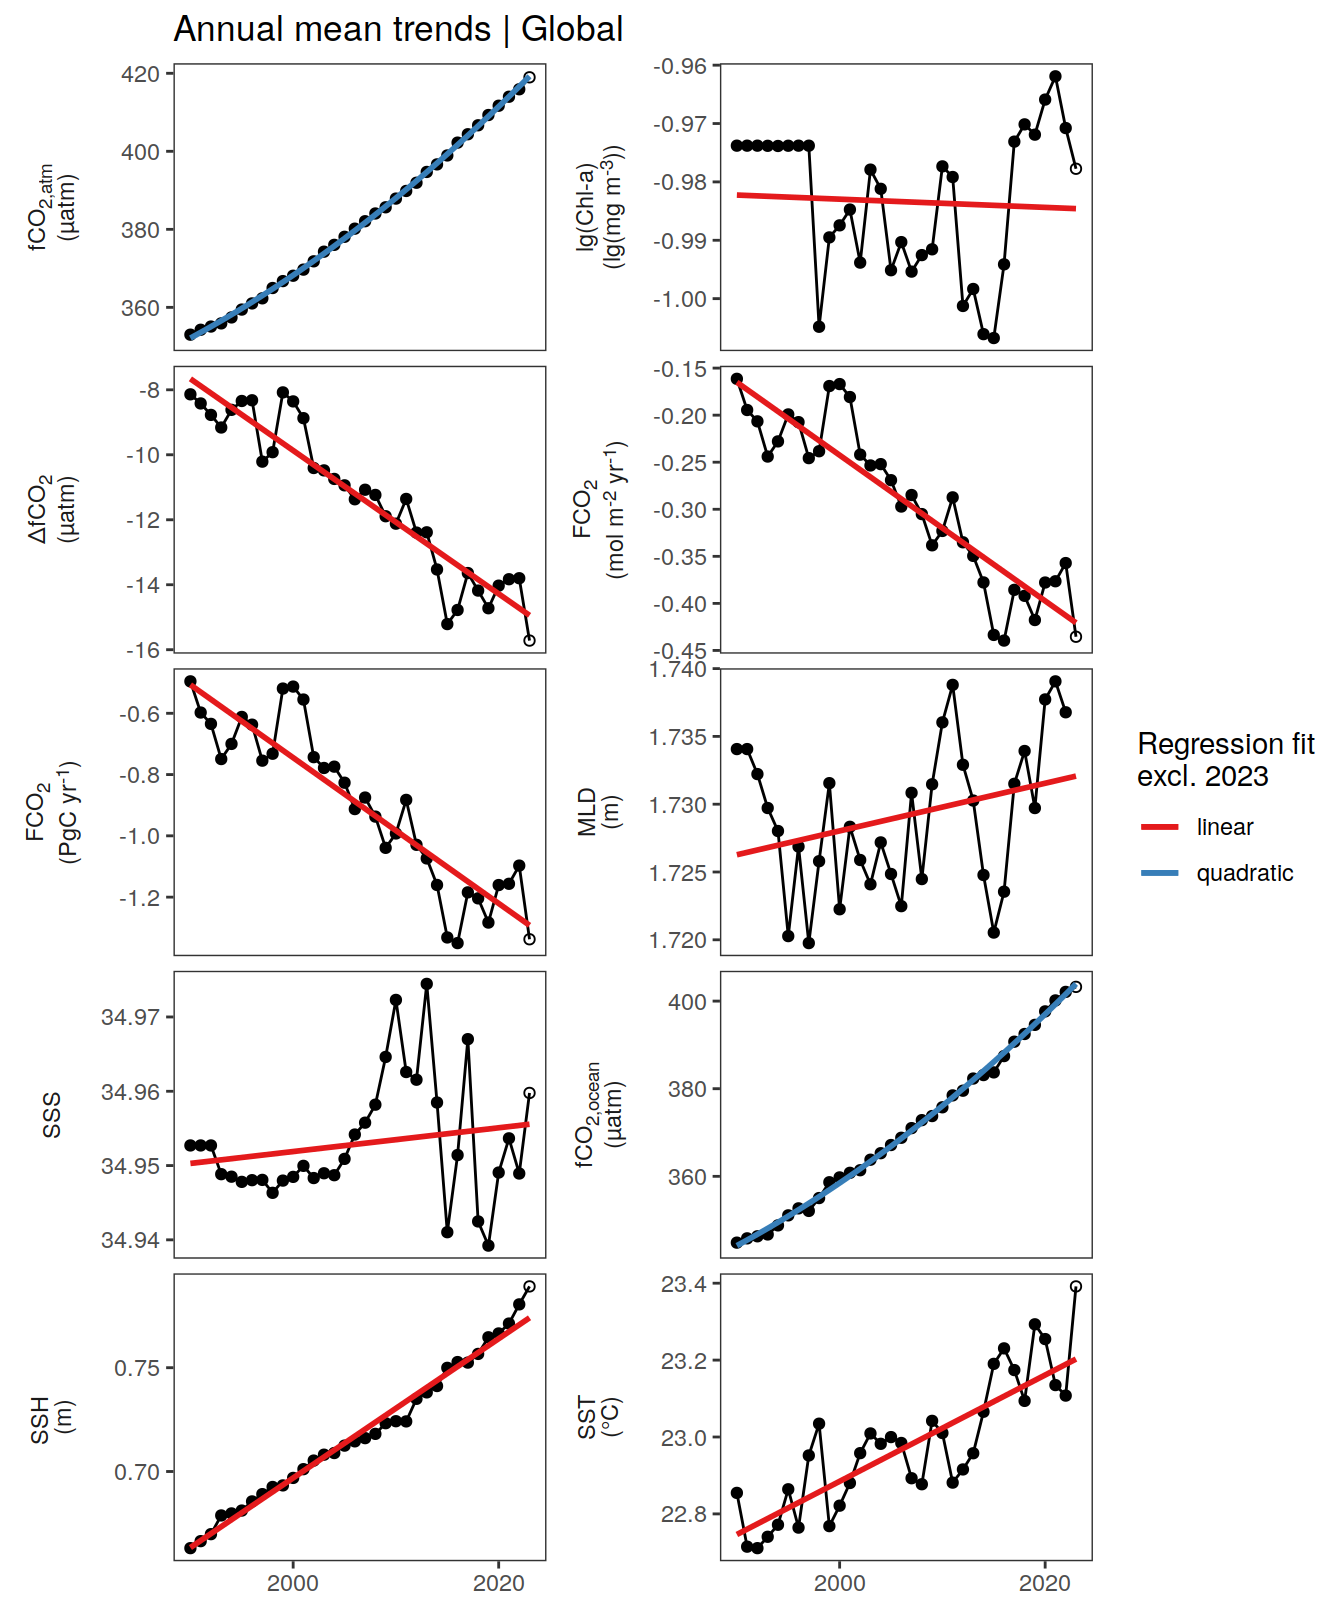 Annual mean trends | Global
fCO2,atm
(µatm)
420
400
380
360
lg(Chl-a)
(lg(mg m-3))
-0.96
-0.97
-0.98
-0.99
-1.00
ΔfCO2
(µatm)
-8
-10
-12
-14
-16
FCO2
(mol m-2 yr-1)
-0.15
-0.20
-0.25
-0.30
-0.35
-0.40
-0.45
FCO2
(PgC yr-1)
-0.6
-0.8
-1.0
-1.2
MLD
(m)
1.740
1.735
1.730
1.725
1.720
SSS
34.97
34.96
34.95
34.94
fCO2,ocean
(µatm)
400
380
360
SSH
(m)
0.75
0.70
2000
2020
SST
(°C)
23.4
23.2
23.0
22.8
2000
2020
Regression fit
excl. 2023
linear
quadratic